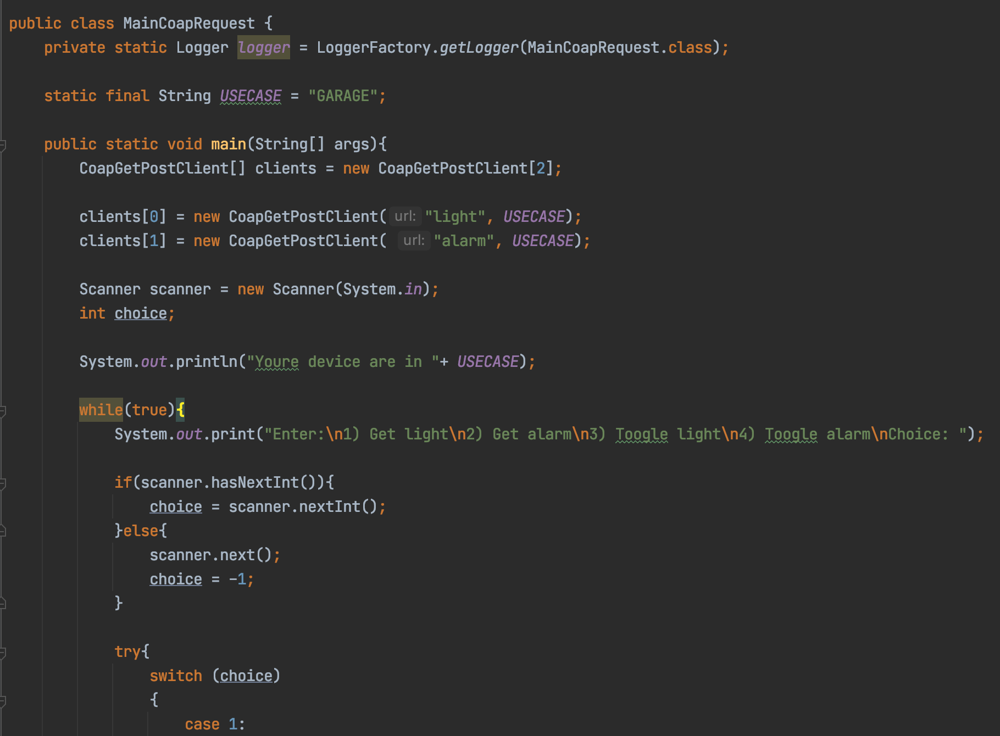 public class MainCoapRequest {
    private static Logger logger = LoggerFactory.getLogger(MainCoapRequest.class);
    static final String USECASE = "GARAGE";
    public static void main(String[] args){
        CoapGetPostClient[] clients = new CoapGetPostClient[2];
        clients[0] = new CoapGetPostClient( url: "light", USECASE);
        clients[1] = new CoapGetPostClient( url: "alarm", USECASE);
        Scanner scanner = new Scanner(System.in);
        int choice;
        System.out.println("Youre device are in "+ USECASE);
        while(true){
            System.out.print("Enter:\n1) Get light\n2) Get alarm\n3) Toogle light\n4) Toogle alarm\nChoice: ");
            if(scanner.hasNextInt()){
                choice = scanner.nextInt();
            }else{
                scanner.next();
                choice = -1;
            }
            try{
                switch (choice)
                {
                    case 1: